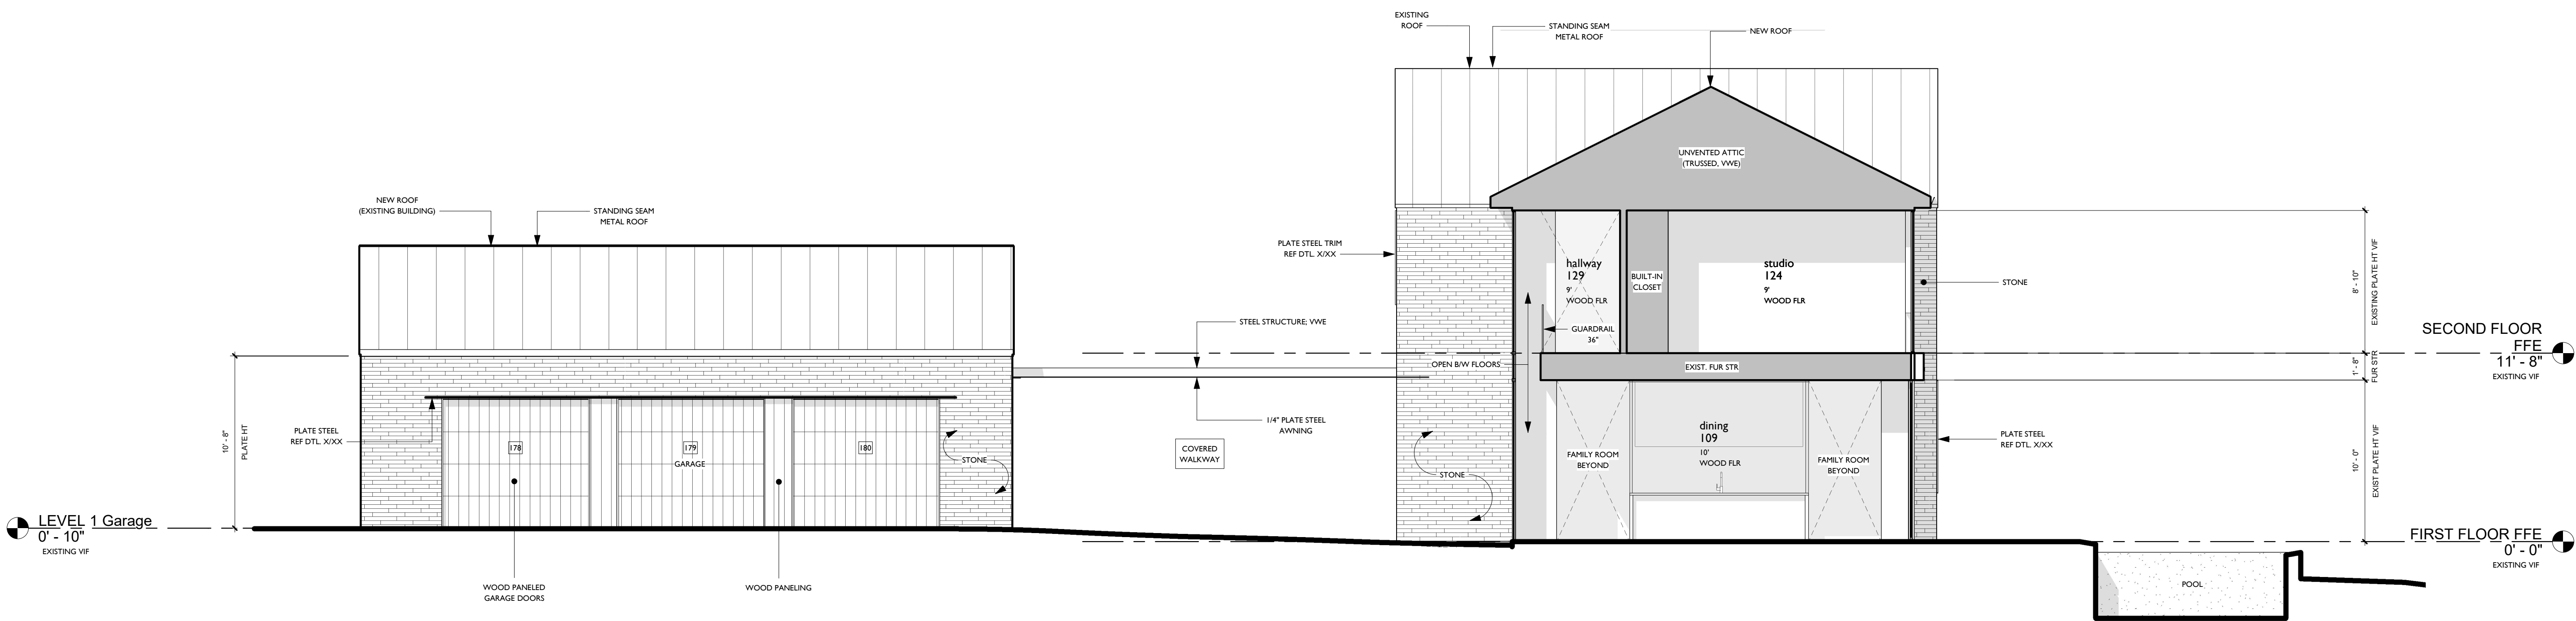 EXISTING
ROOF
STANDING SEAM
METAL ROOF
NEW ROOF
UNVENTED ATTIC
(TRUSSED, VWE)
NEW ROOF
(EXISTING BUILDING)
STANDING SEAM
METAL ROOF
PLATE STEEL TRIM
REF DTL. X/XX
hallway
129
9'
WOOD FLR
BUILT-IN
CLOSET
studio
124
9'
WOOD FLR
STONE
8' - 10"
EXISTING PLATE HT VIF
GUARDRAIL
36"
STEEL STRUCTURE; VWE
SECOND FLOOR
FFE
11' - 8"
EXISTING VIF
OPEN B/W FLOORS
EXIST. FUR STR
1' - 8"
FUR STR
10' - 8"
PLATE HT
PLATE STEEL
REF DTL. X/XX
178
179
180
GARAGE
STONE
1/4" PLATE STEEL
AWNING
COVERED
WALKWAY
STONE
FAMILY ROOM
BEYOND
dining
109
10'
WOOD FLR
FAMILY ROOM
BEYOND
PLATE STEEL
REF DTL. X/XX
10' - 0"
EXIST PLATE HT VIF
LEVEL 1 Garage
0' - 10"
EXISTING VIF
FIRST FLOOR FFE
0' - 0"
EXISTING VIF
WOOD PANELED
GARAGE DOORS
WOOD PANELING
POOL